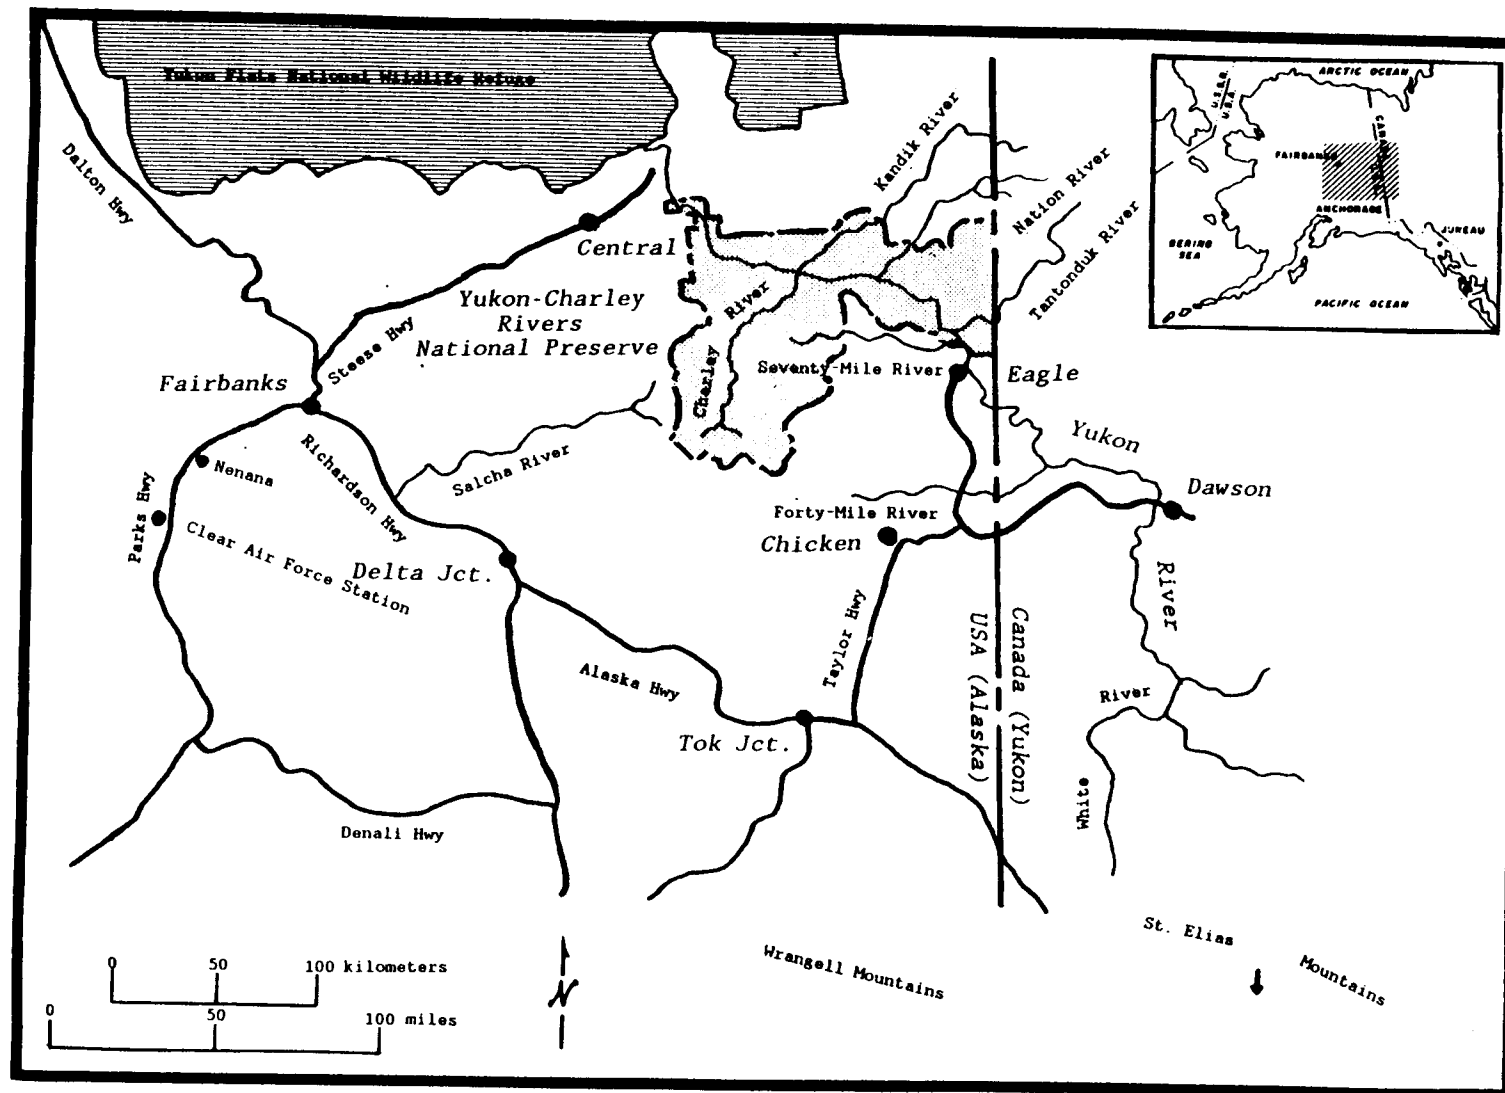 Yukon Flats National Wildlife Refuge
Dalton Hwy
Kandik River
Nation River
Tantonduk River
Central
Yukon-Charley
Rivers
National Preserve
Steese Hwy
Charley River
Seventy-Mile River
Eagle
Fairbanks
Yukon River
Richardson Hwy
Salcha River
Nenana
Parks Hwy
Clear Air Force Station
Dawson
Forty-Mile River
Chicken
Delta Jct.
Taylor Hwy
Alaska Hwy
USA (Alaska)
Canada (Yukon)
Tok Jct.
White River
Denali Hwy
St. Elias Mountains
Wrangell Mountains
0 50 100 kilometers
0 50 100 miles
N
ARCTIC OCEAN
U.S.S.R.
U.S.A.
FAIRBANKS
ANCHORAGE
JUNEAU
BERING
SEA
PACIFIC OCEAN